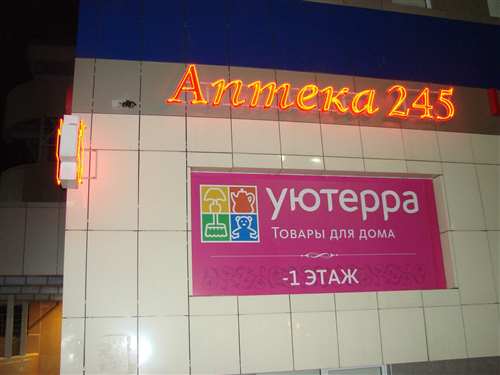 Аптека 245
уютерра
Товары для дома
-1 ЭТАЖ